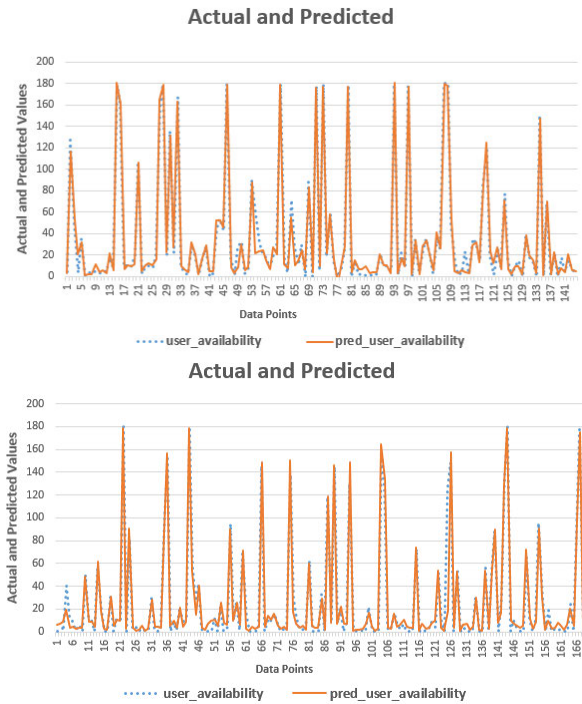 Actual and Predicted
Actual and Predicted Values
200
180
160
140
120
100
80
60
40
20
0
1 5 9 13 17 21 25 29 33 37 41 45 49 53 57 61 65 69 73 77 81 85 89 93 97 101 105 109 113 117 121 125 129 133 137 141
Data Points
user_availability pred_user_availability
Actual and Predicted
Actual and Predicted Values
200
180
160
140
120
100
80
60
40
20
0
1 6 11 16 21 26 31 36 41 46 51 56 61 66 71 76 81 86 91 96 101 106 111 116 121 126 131 136 141 146 151 156 161 166
Data Points
user_availability pred_user_availability